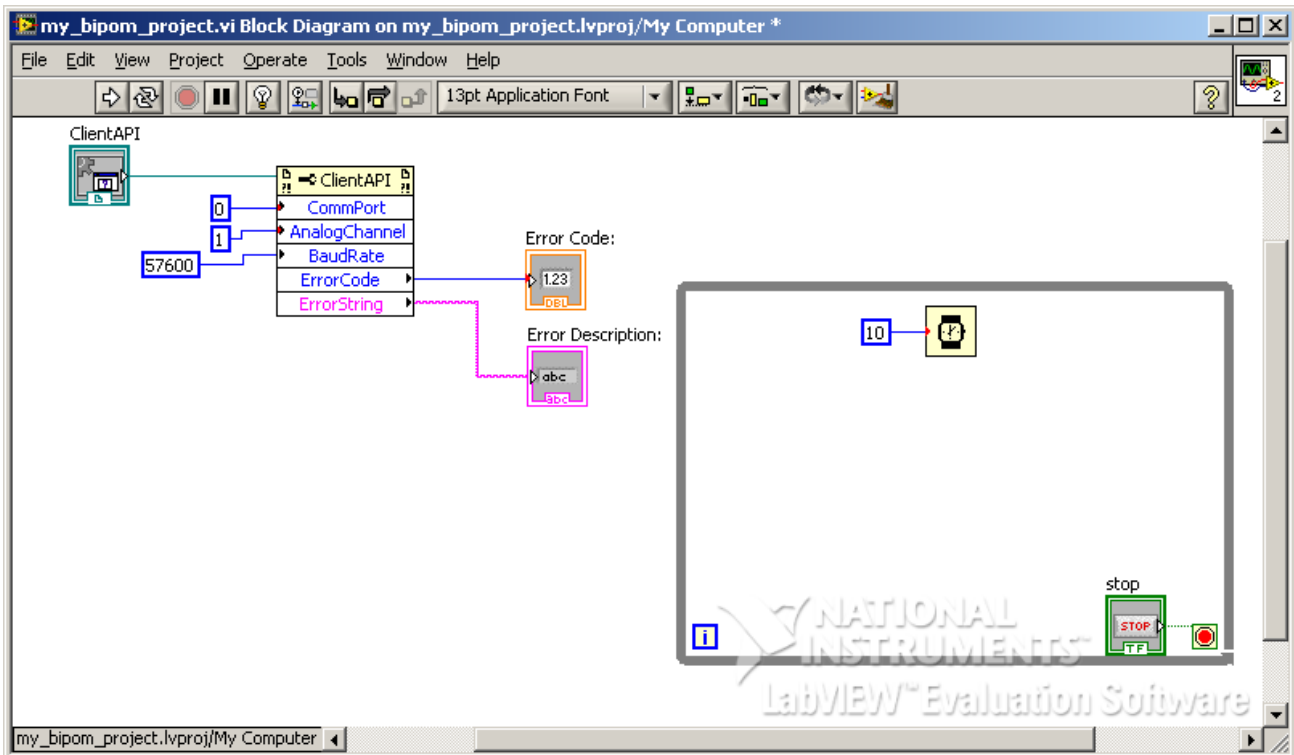 my_bipom_project.vi Block Diagram on my_bipom_project.lvproj/My Computer *
File Edit View Project Operate Tools Window Help
13pt Application Font
2
ClientAPI
ClientAPI
0
CommPort
1
AnalogChannel
57600
BaudRate
ErrorCode
ErrorString
Error Code:
1.23
DBL
Error Description:
abc
abc
10
stop
STOP
TF
i
NATIONAL
INSTRUMENTS™
LabVIEW™ Evaluation Software
my_bipom_project.lvproj/My Computer